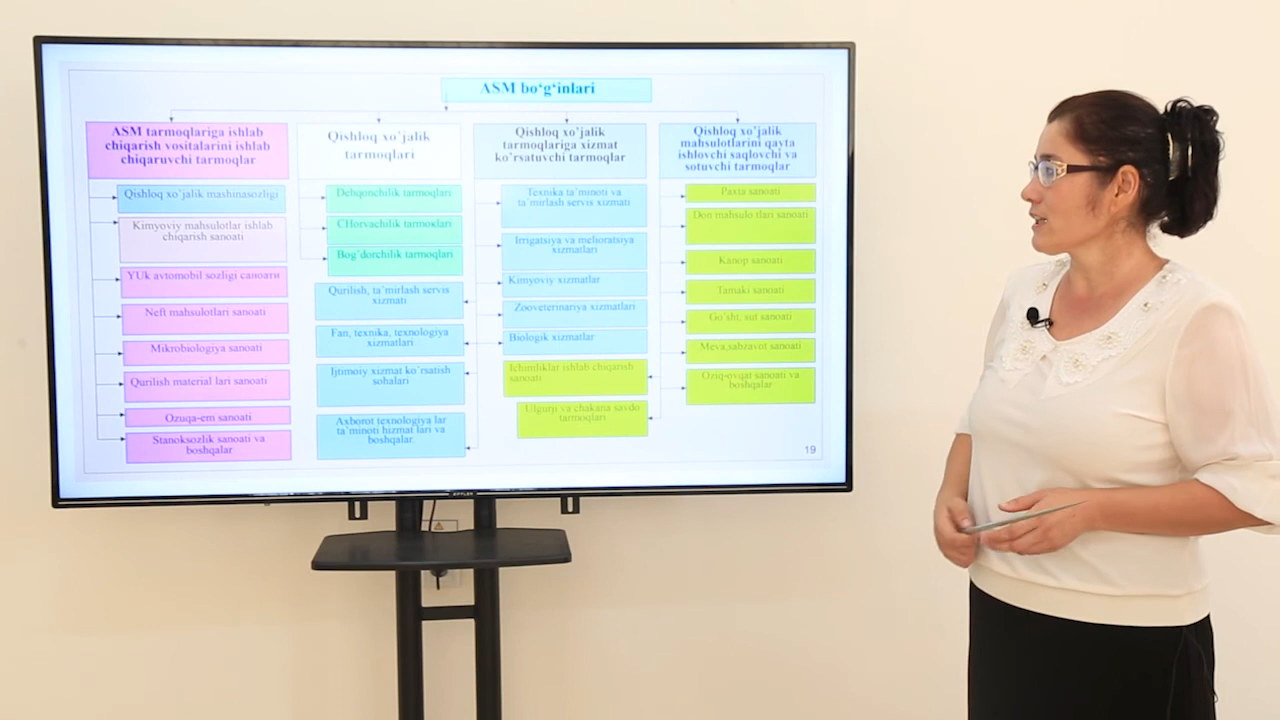 ASM bo‘g‘inlari
ASM tarmoqlariga ishlab
chiqarish vositalarini ishlab
chiqaruvchi tarmoqlar
Qishloq xo’jalik mashinasozligi
Kimyoviy mahsulotlar ishlab
chiqarish sanoati
YUk avtomobil sozligi саnоаtи
Neft mahsulotlari sanoati
Mikrobiologiya sanoati
Qurilish material lari sanoati
Ozuqa-em sanoati
Stanoksozlik sanoati va
boshqalar
Qishloq xo’jalik
tarmoqlari
Dehqonchilik tarmoqlari
CHorvachilik tarmoқlari
Bog’dorchilik tarmoqlari
Qurilish, ta’mirlash servis
xizmati
Fan, texnika, texnologiya
xizmatlari
Ijtimoiy xizmat ko’rsatish
sohalari
Axborot texnologiya lar
ta’minoti hizmat lari va
boshqalar.
Qishloq xo’jalik
tarmoqlariga xizmat
ko’rsatuvchi tarmoqlar
Texnika ta’minoti va
ta’mirlash servis xizmati
Irrigatsiya va melioratsiya
xizmatlari
Kimyoviy xizmatlar
Zooveterinariya xizmatlari
Biologik xizmatlar
Ichimliklar ishlab chiqarish
sanoati
Ulgurji va chakana savdo
tarmoqlari
Qishloq xo’jalik
mahsulotlarini qayta
ishlovchi saqlovchi va
sotuvchi tarmoqlar
Paxta sanoati
Don mahsulo tlari sanoati
Kanop sanoati
Tamaki sanoati
Go’sht, sut sanoati
Meva,sabzavot sanoati
Oziq-ovqat sanoati va
boshqalar
19